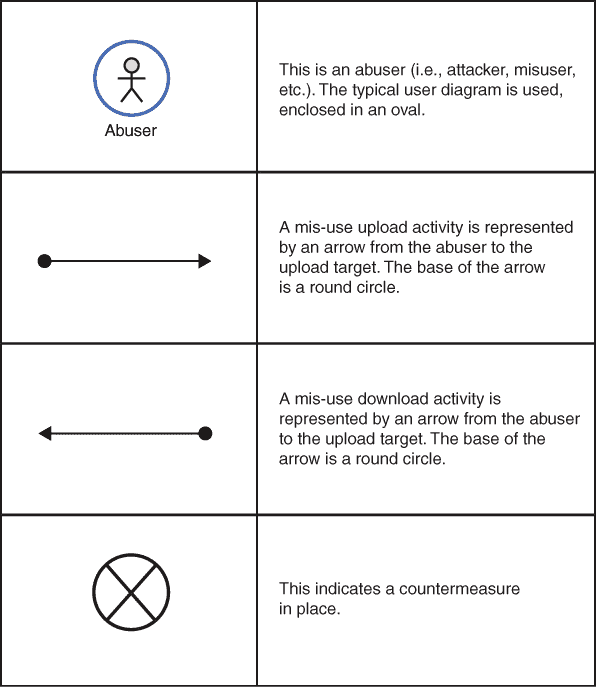 Abuser
This is an abuser (i.e., attacker, misuser,
etc.). The typical user diagram is used,
enclosed in an oval.
A mis-use upload activity is represented
by an arrow from the abuser to the
upload target. The base of the arrow
is a round circle.
A mis-use download activity is
represented by an arrow from the abuser
to the upload target. The base of the
arrow is a round circle.
This indicates a countermeasure
in place.